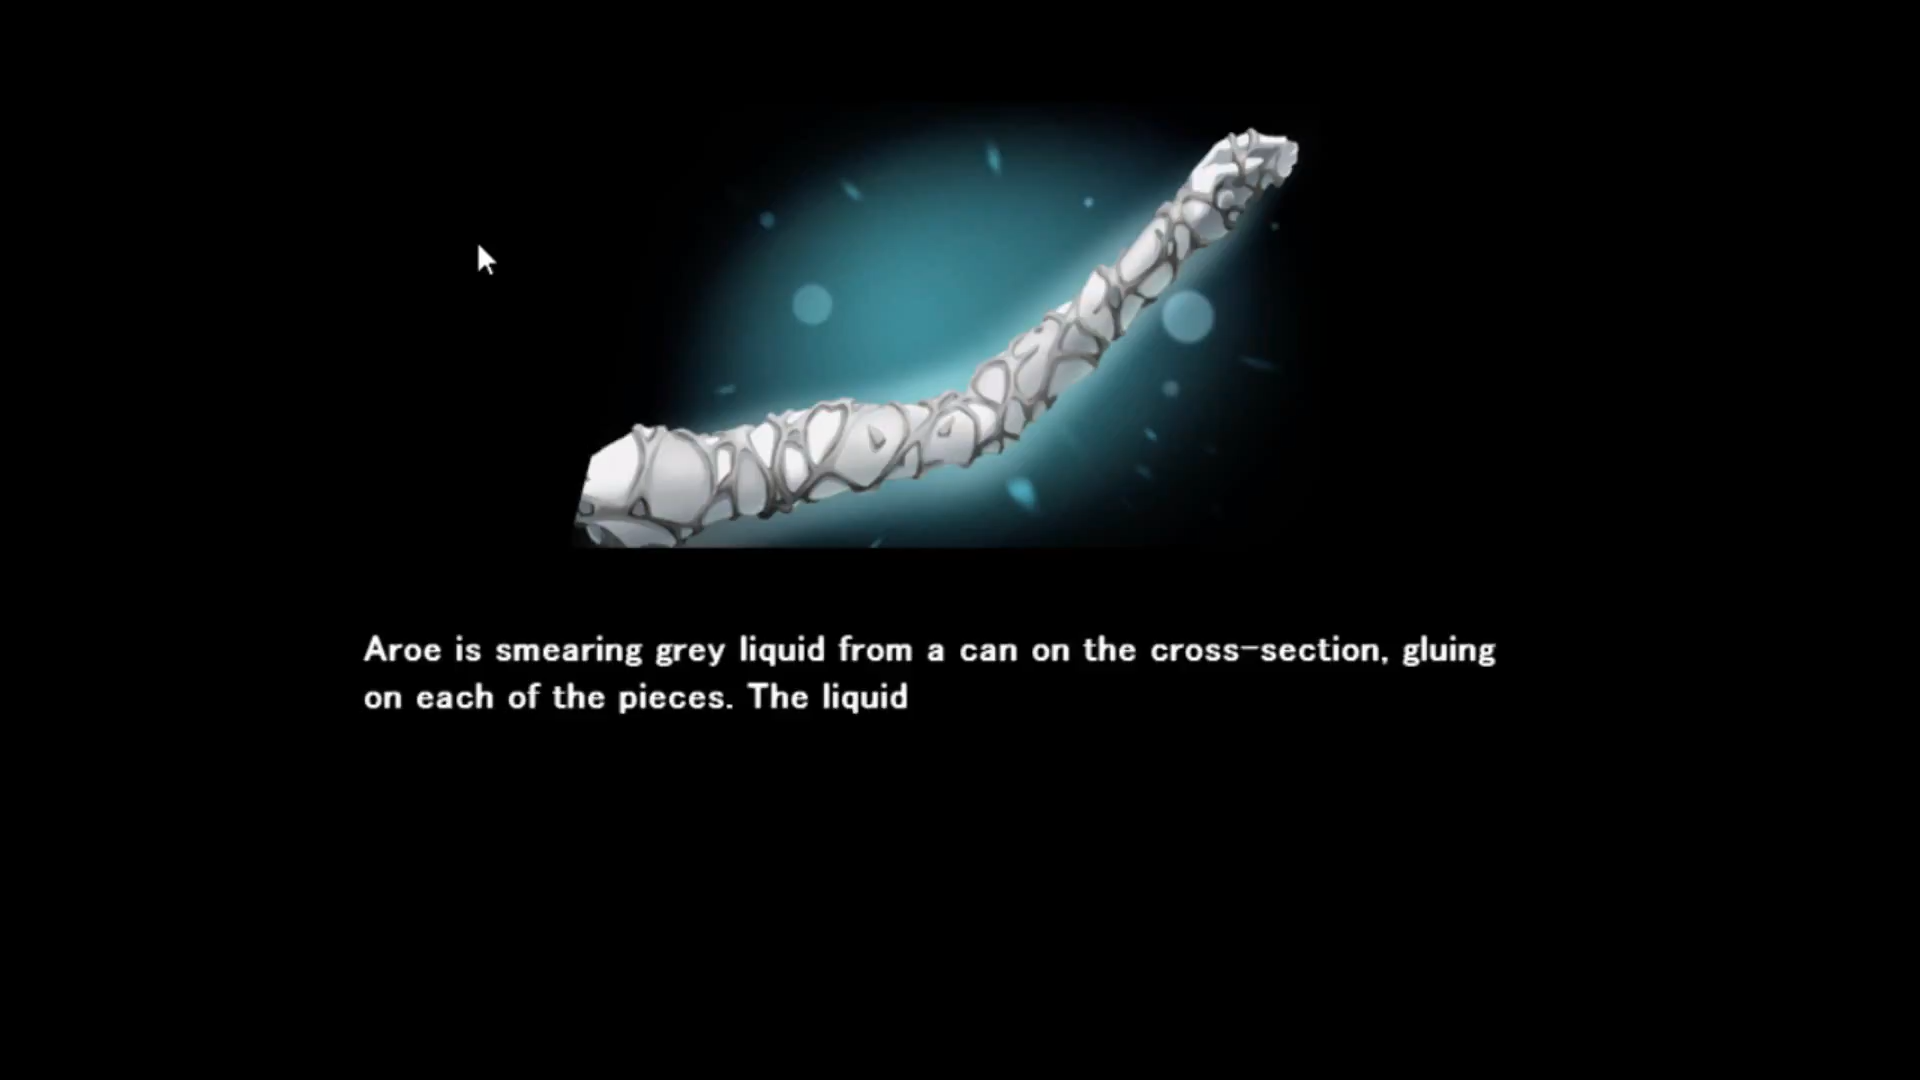 Aroe is smearing grey liquid from a can on the cross-section, gluing
on each of the pieces. The liquid